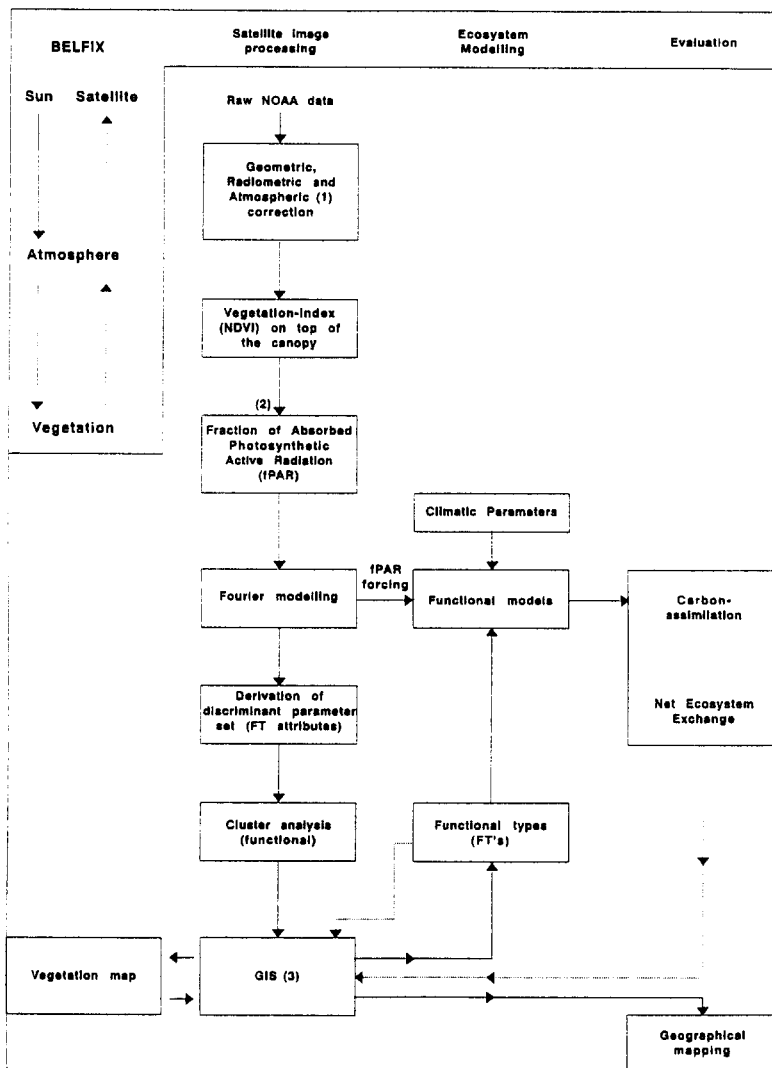 BELFIX
Satellite image
processing
Ecosystem
Modelling
Evaluation
Sun Satellite
Atmosphere
Vegetation
Raw NOAA data
Geometric,
Radiometric and
Atmospheric (1)
correction
Vegetation-index
(NDVI) on top of
the canopy
(2)
Fraction of Absorbed
Photosynthetic
Active Radiation
(fPAR)
Climatic Parameters
Fourier modelling
fPAR
forcing
Functional models
Carbon-
assimilation
Net Ecosystem
Exchange
Derivation of
discriminant parameter
set (FT attributes)
Cluster analysis
(functional)
Functional types
(FT's)
Vegetation map
GIS (3)
Geographical
mapping